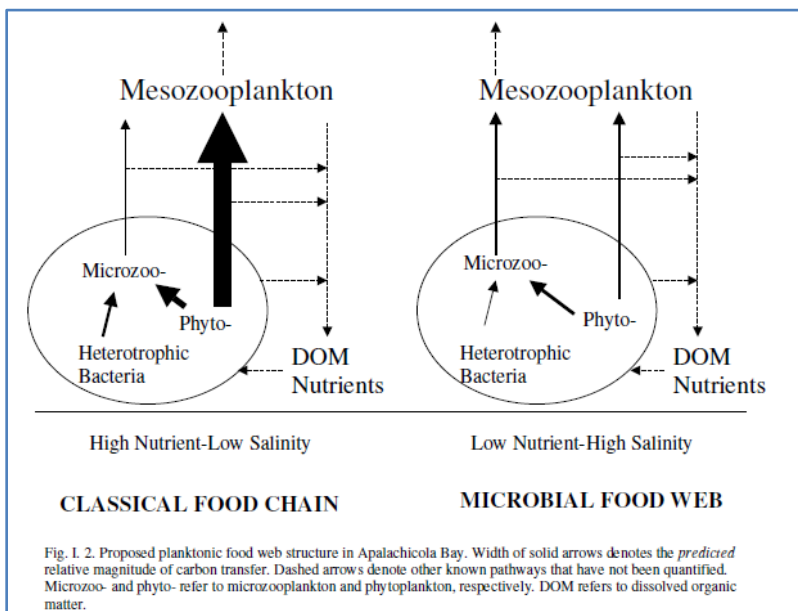 Mesozooplankton
Mesozooplankton
Microzoo-
Phyto-
Heterotrophic
Bacteria
DOM
Nutrients
Microzoo-
Phyto-
Heterotrophic
Bacteria
DOM
Nutrients
High Nutrient-Low Salinity
Low Nutrient-High Salinity
CLASSICAL FOOD CHAIN
MICROBIAL FOOD WEB
Fig. I. 2. Proposed planktonic food web structure in Apalachicola Bay. Width of solid arrows denotes the predicted
relative magnitude of carbon transfer. Dashed arrows denote other known pathways that have not been quantified.
Microzoo- and phyto- refer to microzooplankton and phytoplankton, respectively. DOM refers to dissolved organic
matter.